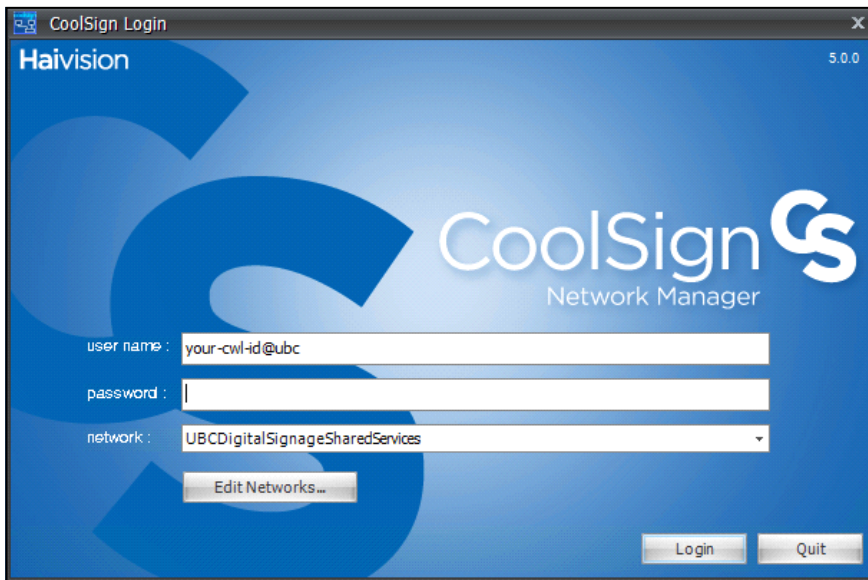 CoolSign Login
x
Haivision
5.0.0
CoolSign CS
Network Manager
user name :
your-cwl-id@ubc
password :
network :
UBCDigitalSignageSharedServices
Edit Networks...
Login
Quit